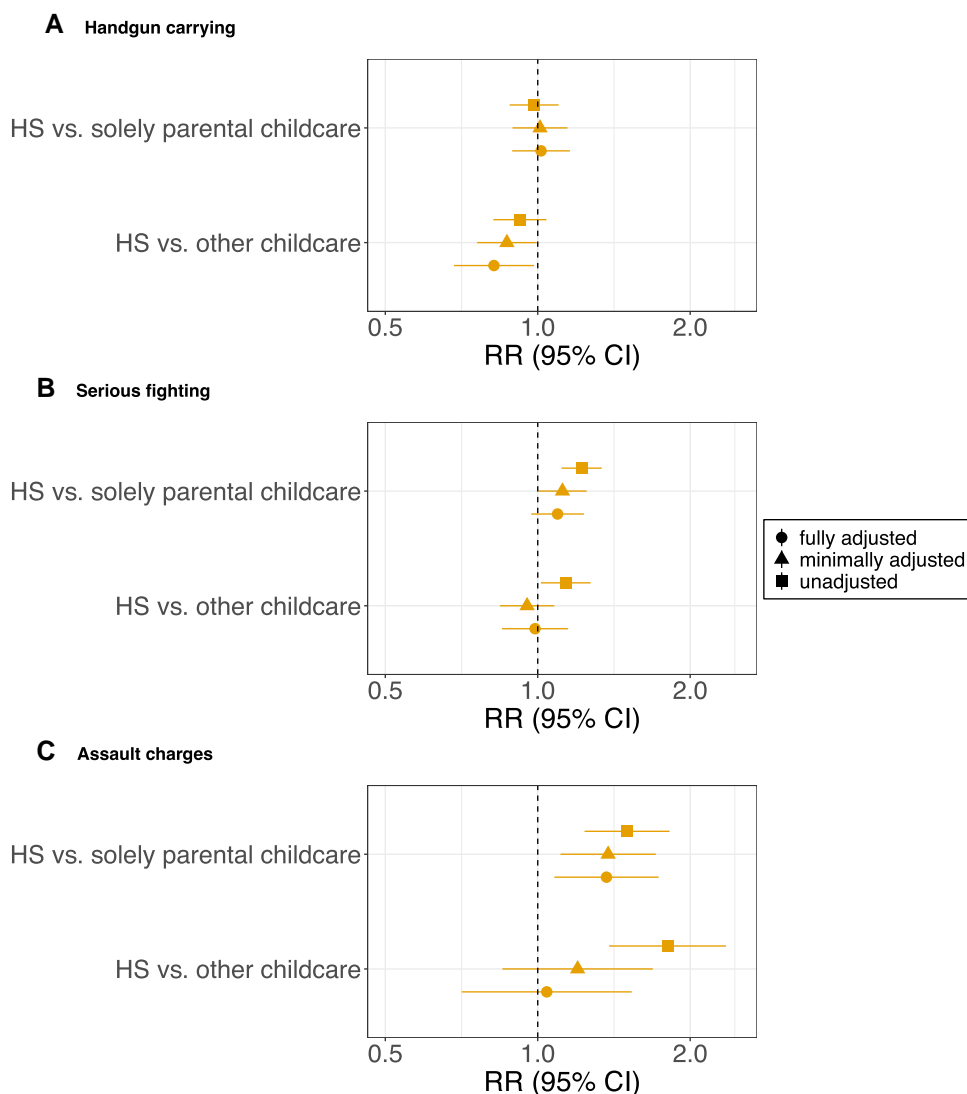 A Handgun carrying
HS vs. solely parental childcare
HS vs. other childcare
0.5 1.0 2.0
RR (95% CI)
B Serious fighting
HS vs. solely parental childcare
HS vs. other childcare
0.5 1.0 2.0
RR (95% CI)
fully adjusted
minimally adjusted
unadjusted
C Assault charges
HS vs. solely parental childcare
HS vs. other childcare
0.5 1.0 2.0
RR (95% CI)